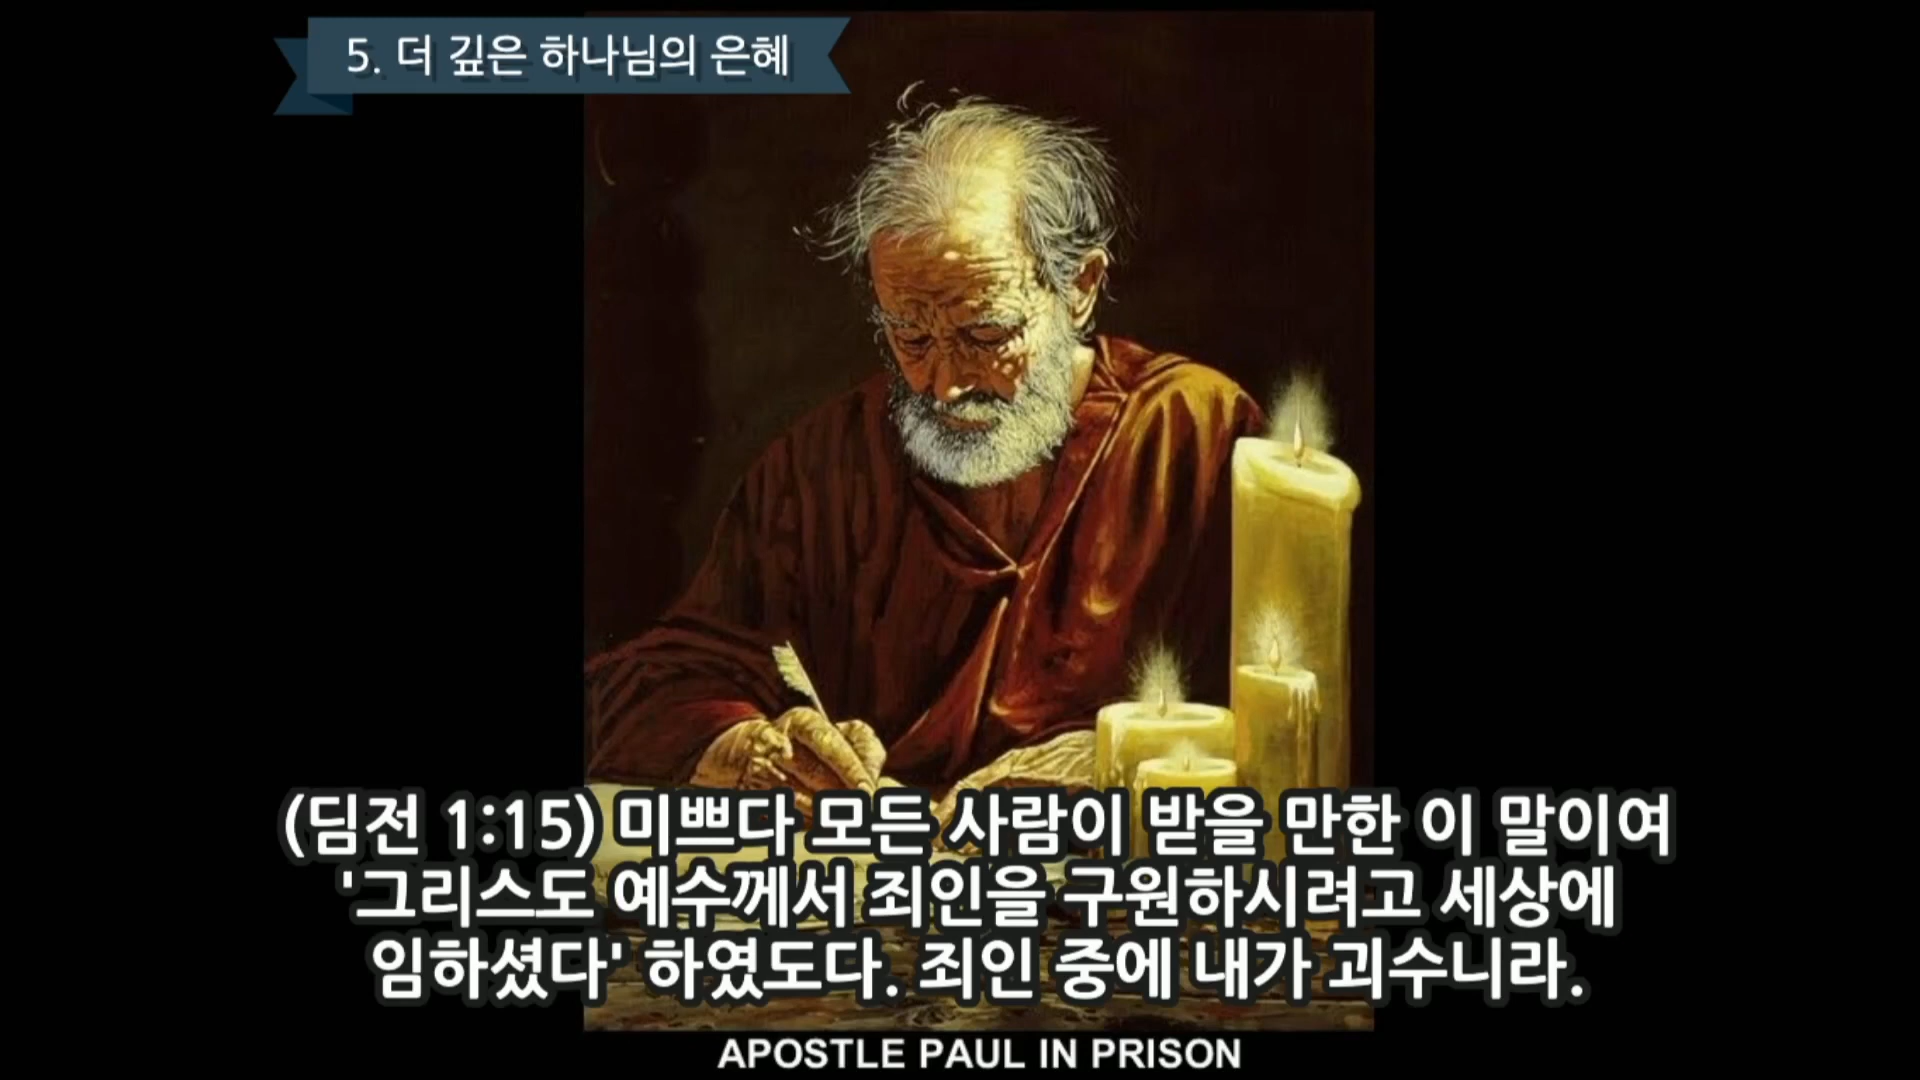 5. 더 깊은 하나님의 은혜
(딤전 1:15) 미쁘다 모든 사람이 받을 만한 이 말이여
'그리스도 예수께서 죄인을 구원하시려고 세상에
임하셨다' 하였도다. 죄인 중에 내가 괴수니라.
APOSTLE PAUL IN PRISON